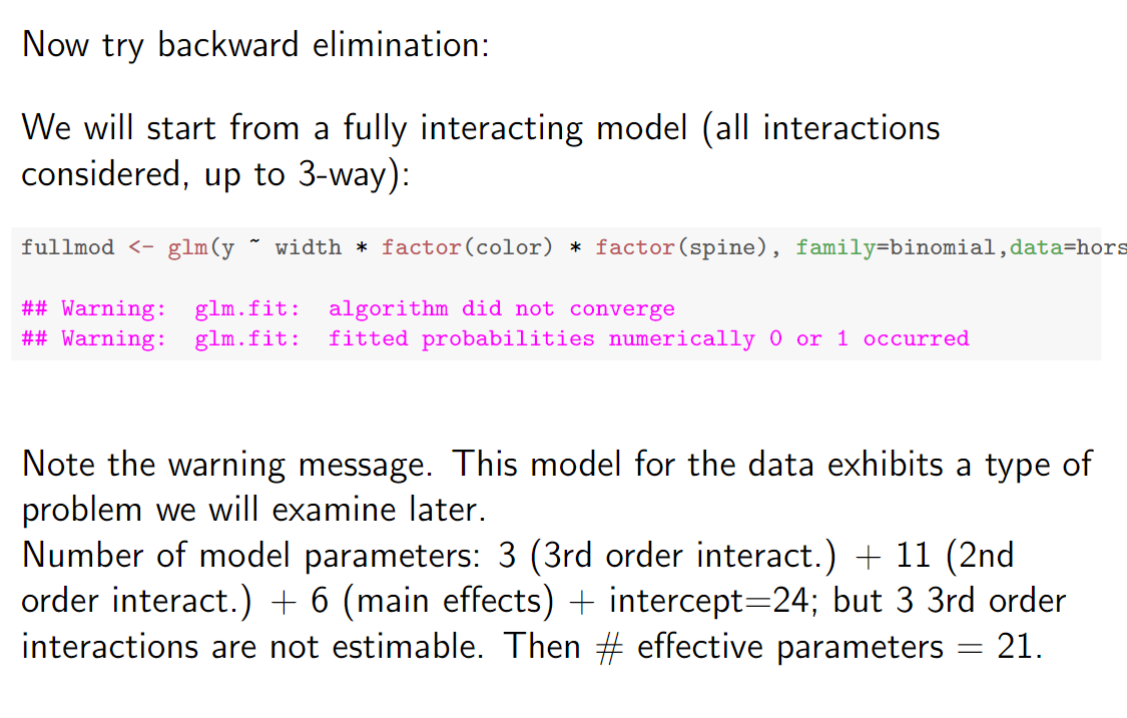 Now try backward elimination:
We will start from a fully interacting model (all interactions
considered, up to 3-way):
fullmod <- glm(y ~ width * factor(color) * factor(spine), family=binomial,data=hors
## Warning: glm.fit: algorithm did not converge
## Warning: glm.fit: fitted probabilities numerically 0 or 1 occurred
Note the warning message. This model for the data exhibits a type of
problem we will examine later.
Number of model parameters: 3 (3rd order interact.) + 11 (2nd
order interact.) + 6 (main effects) + intercept=24; but 3 3rd order
interactions are not estimable. Then # effective parameters = 21.